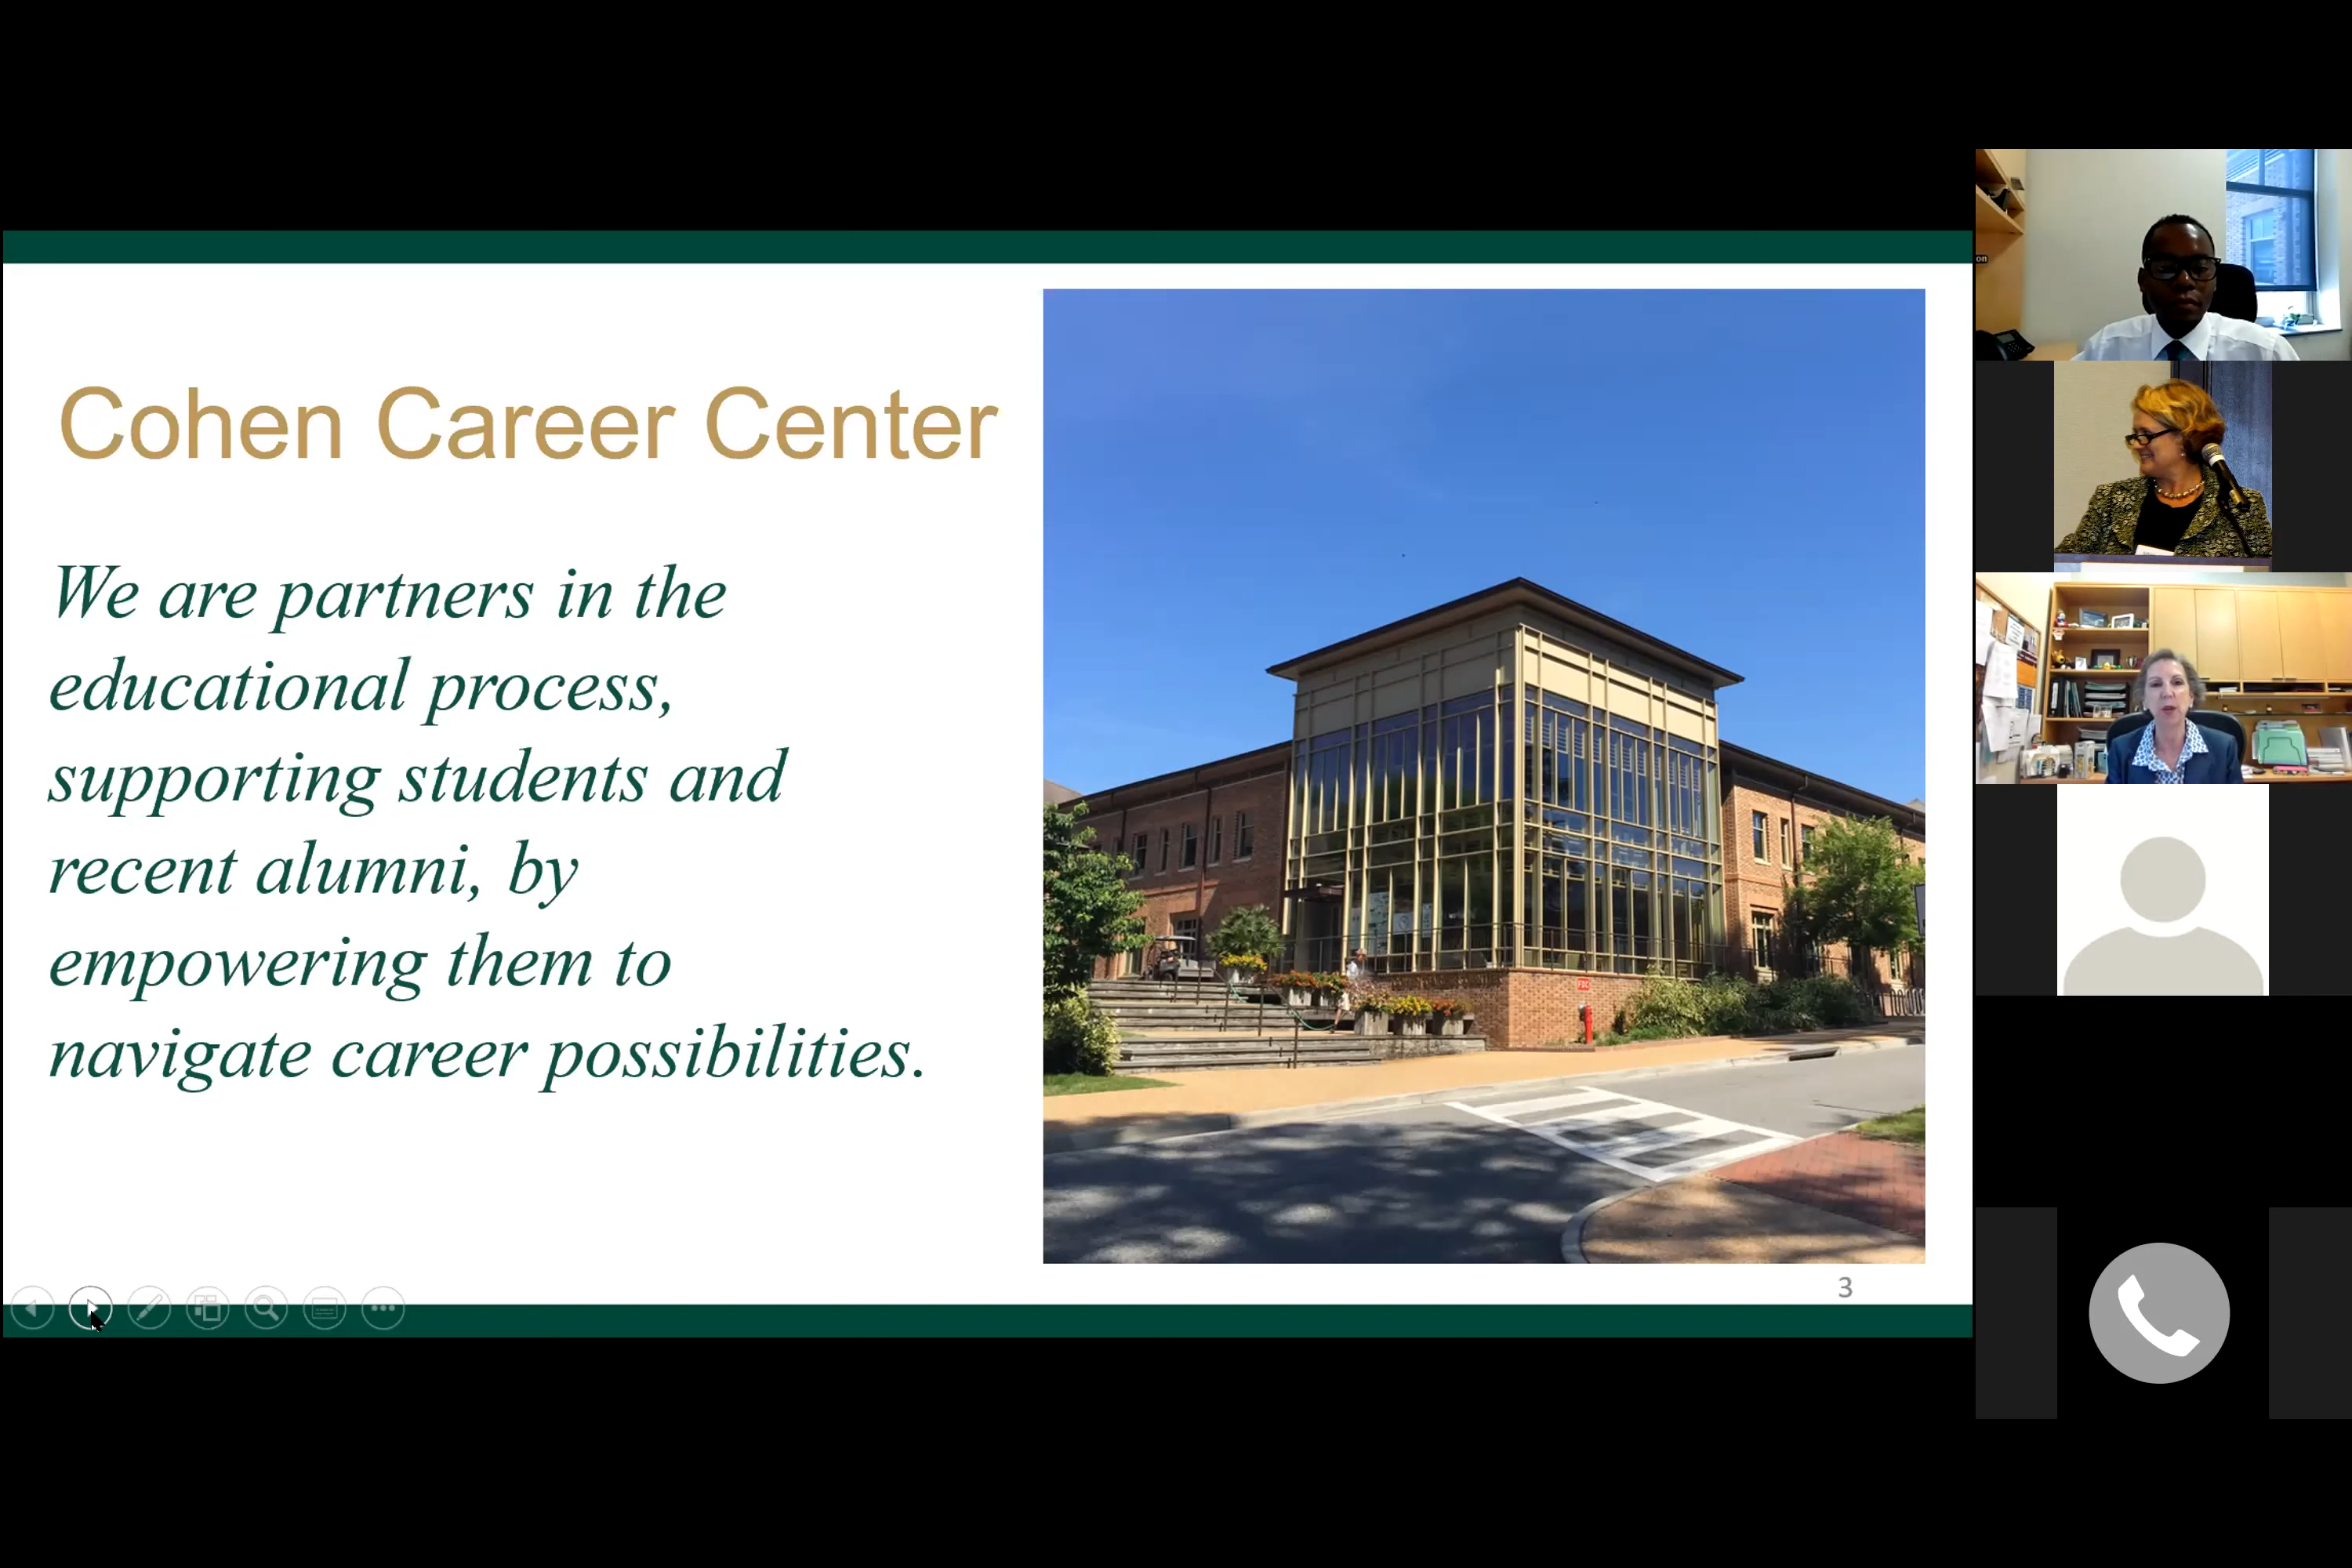 Cohen Career Center
We are partners in the
educational process,
supporting students and
recent alumni, by
empowering them to
navigate career possibilities.
3
on